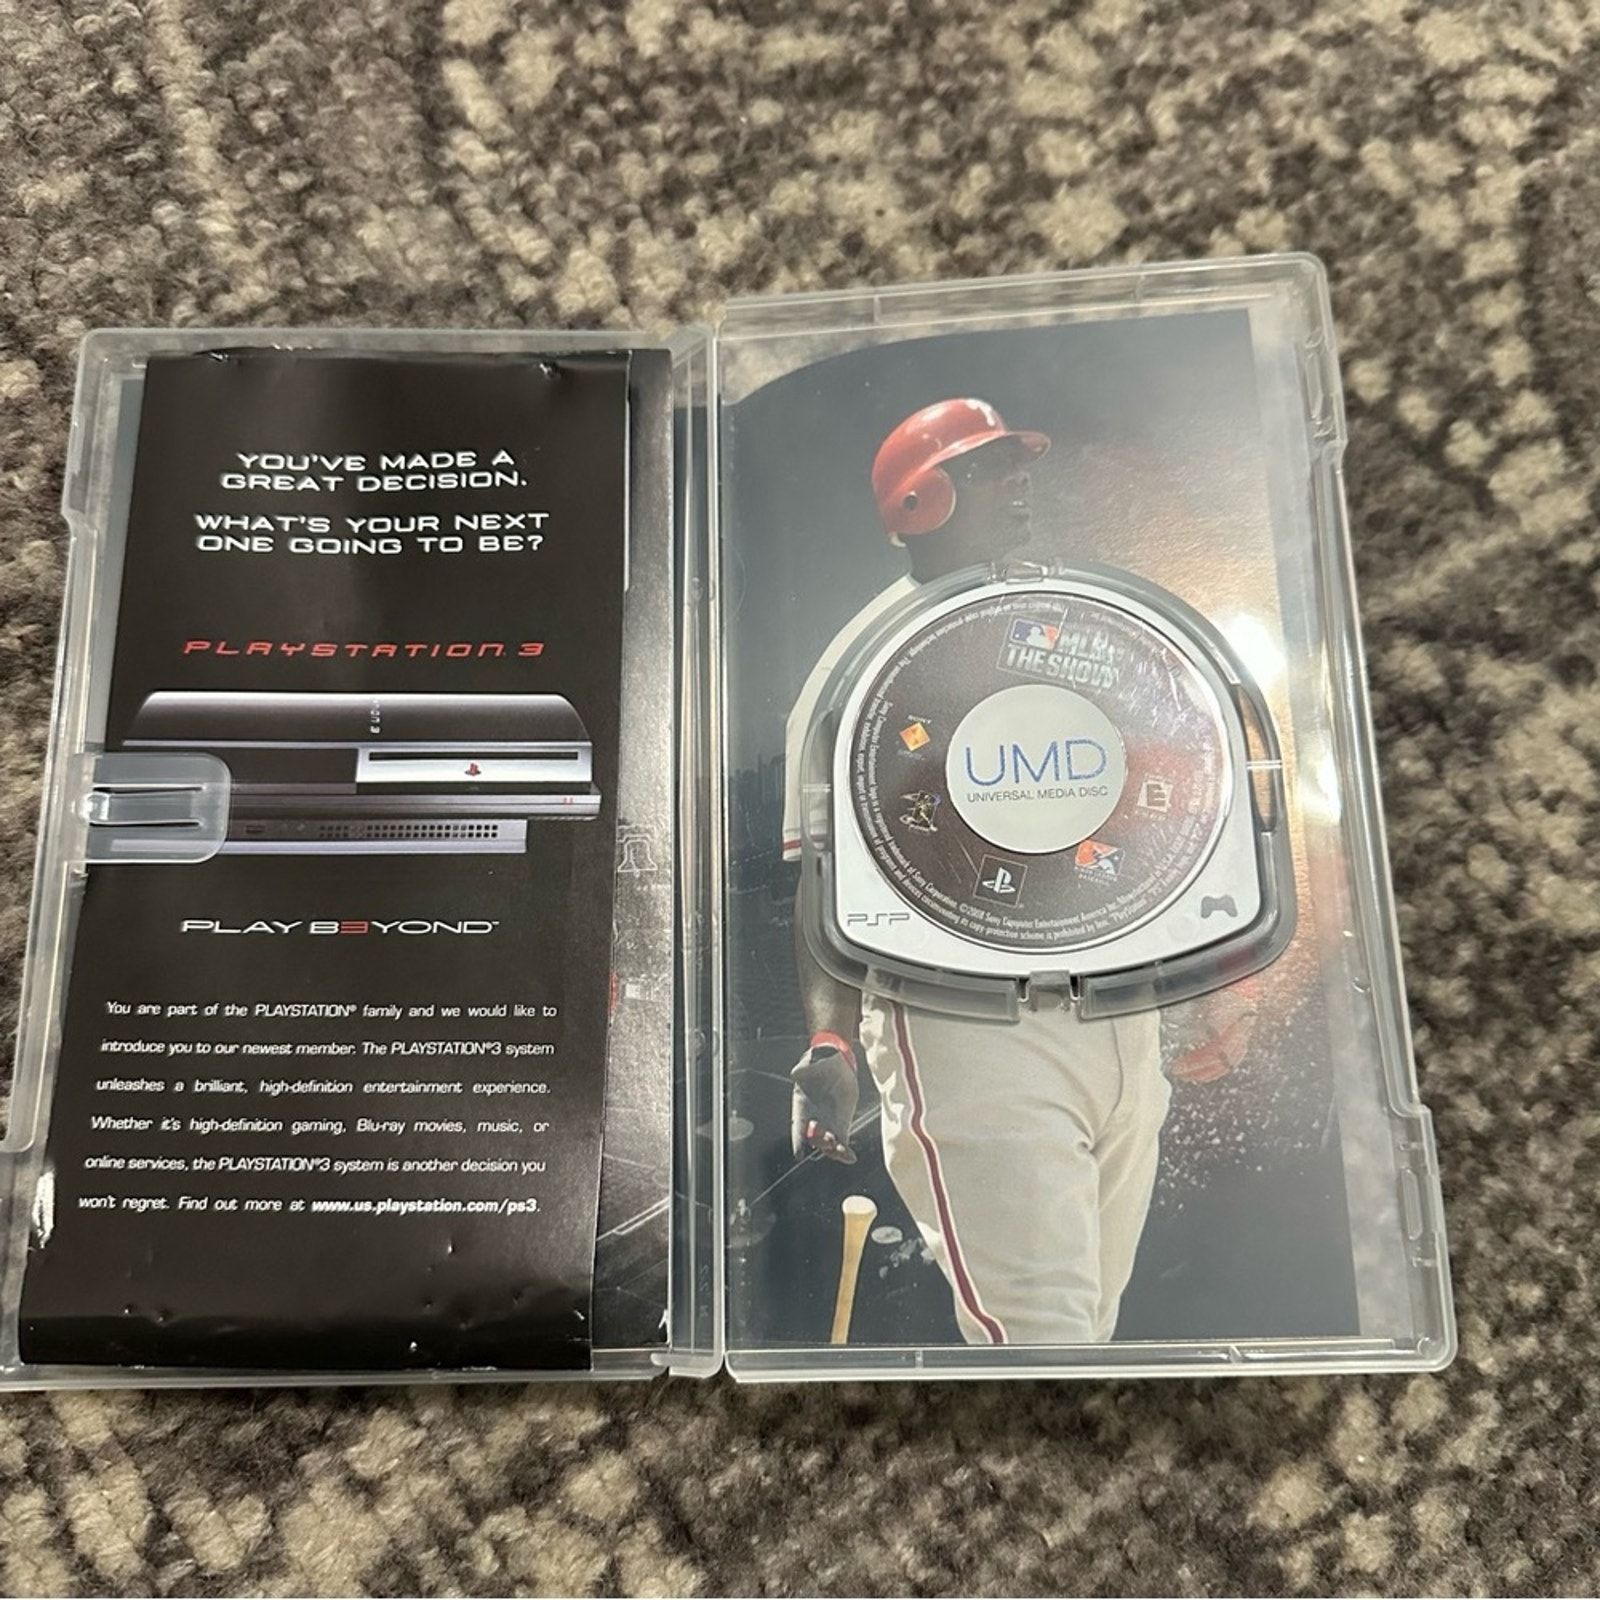 YOU'VE MADE A
GREAT DECISION.
WHAT'S YOUR NEXT
ONE GOING TO BE?
PLAYSTATION 3
PLAY B3YOND™
You are part of the PLAYSTATION® family and we would like to
introduce you to our newest member. The PLAYSTATION®3 system
unleashes a brilliant, high-definition entertainment experience.
Whether it's high-definition gaming, Blu-ray movies, music, or
online services, the PLAYSTATION®3 system is another decision you
won't regret. Find out more at www.us.playstation.com/ps3.
MLB
THE SHOW
SONY
UMD
UNIVERSAL MEDIA DISC
E
PSP